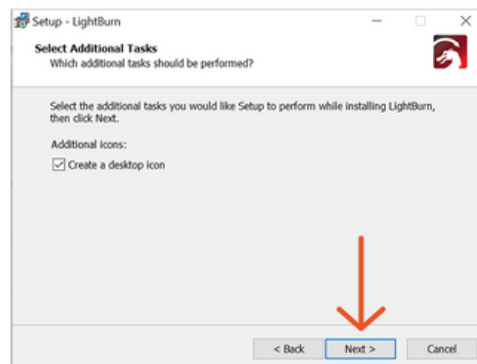 Setup - LightBurn
Select Additional Tasks
Which additional tasks should be performed?
Select the additional tasks you would like Setup to perform while installing LightBurn,
then click Next.
Additional icons:
Create a desktop icon
< Back
Next >
Cancel